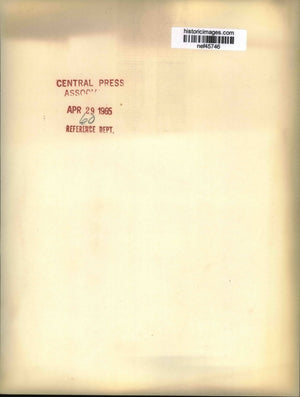 historicimages.com
nef45746
CENTRAL PRESS
APR 29 1965
60
REFERENCE DEPT.